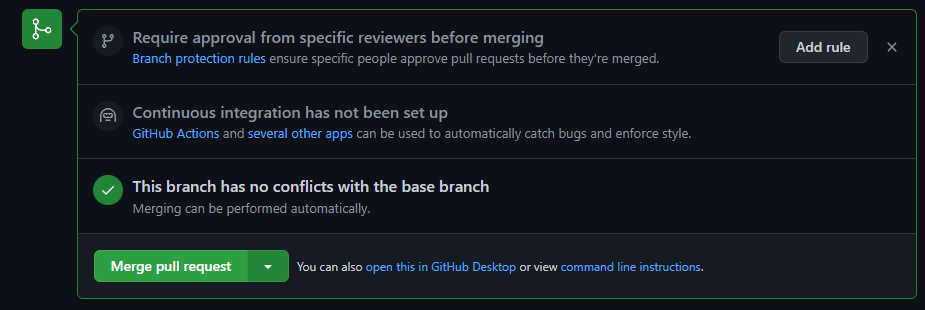 Require approval from specific reviewers before merging
Branch protection rules ensure specific people approve pull requests before they're merged.
Add rule
Continuous integration has not been set up
GitHub Actions and several other apps can be used to automatically catch bugs and enforce style.
This branch has no conflicts with the base branch
Merging can be performed automatically.
Merge pull request
You can also open this in GitHub Desktop or view command line instructions.